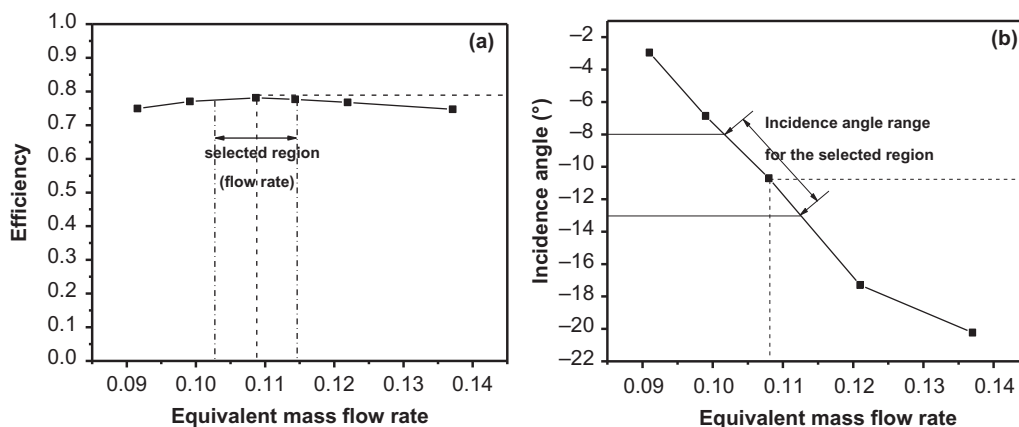 (a)
Efficiency
1.0
0.9
0.8
0.7
0.6
0.5
0.4
0.3
0.2
0.1
0.0
selected region
(flow rate)
0.09 0.10 0.11 0.12 0.13 0.14
Equivalent mass flow rate
(b)
Incidence angle (°)
−2
−4
−6
−8
−10
−12
−14
−16
−18
−20
−22
Incidence angle range
for the selected region
0.09 0.10 0.11 0.12 0.13 0.14
Equivalent mass flow rate